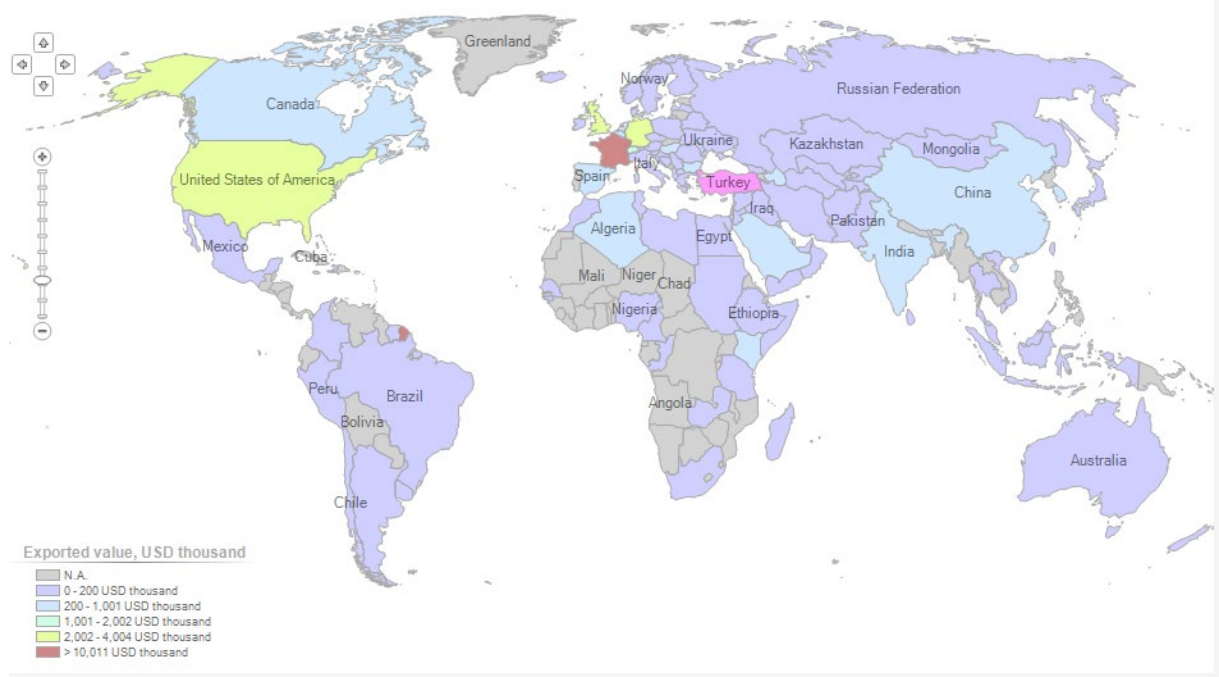 Greenland
Norway
Russian Federation
Canada
Ukraine
Kazakhstan
Mongolia
Italy
United States of America
Spain
Turkey
China
Iraq
Pakistan
Algeria
Egypt
Mexico
India
Cuba
Mali
Niger
Chad
Nigeria
Ethiopia
Peru
Brazil
Angola
Bolivia
Australia
Chile
Exported value, USD thousand
N.A.
0 - 200 USD thousand
200 - 1,001 USD thousand
1,001 - 2,002 USD thousand
2,002 - 4,004 USD thousand
> 10,011 USD thousand